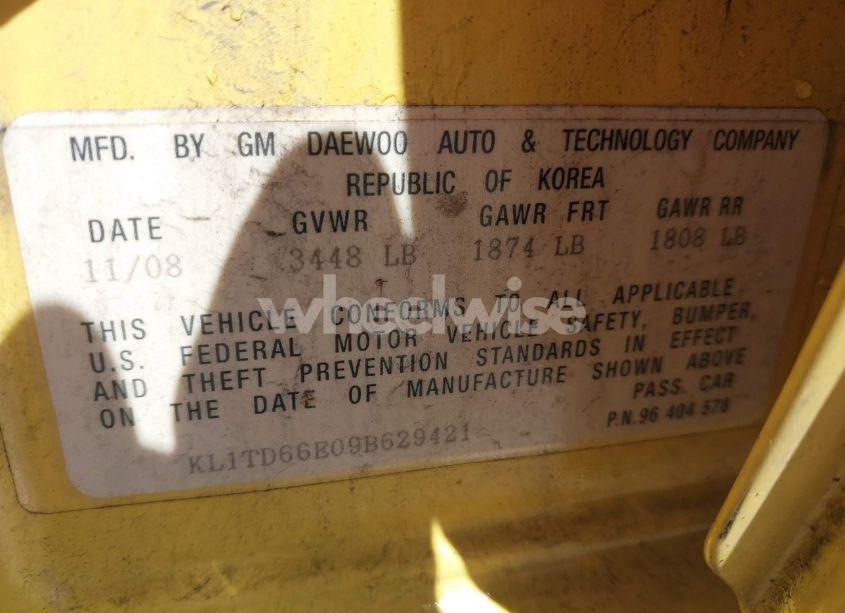 MFD. BY GM DAEWOO AUTO & TECHNOLOGY COMPANY
REPUBLIC OF KOREA
DATE GVWR GAWR FRT GAWR RR
11/08 3448 LB 1874 LB 1808 LB
wheelwise
THIS VEHICLE CONFORMS TO ALL APPLICABLE
U.S. FEDERAL MOTOR VEHICLE SAFETY, BUMPER,
AND THEFT PREVENTION STANDARDS IN EFFECT
ON THE DATE OF MANUFACTURE SHOWN ABOVE
PASS. CAR
P.N. 96 404 578
KL1TD66E09B629421